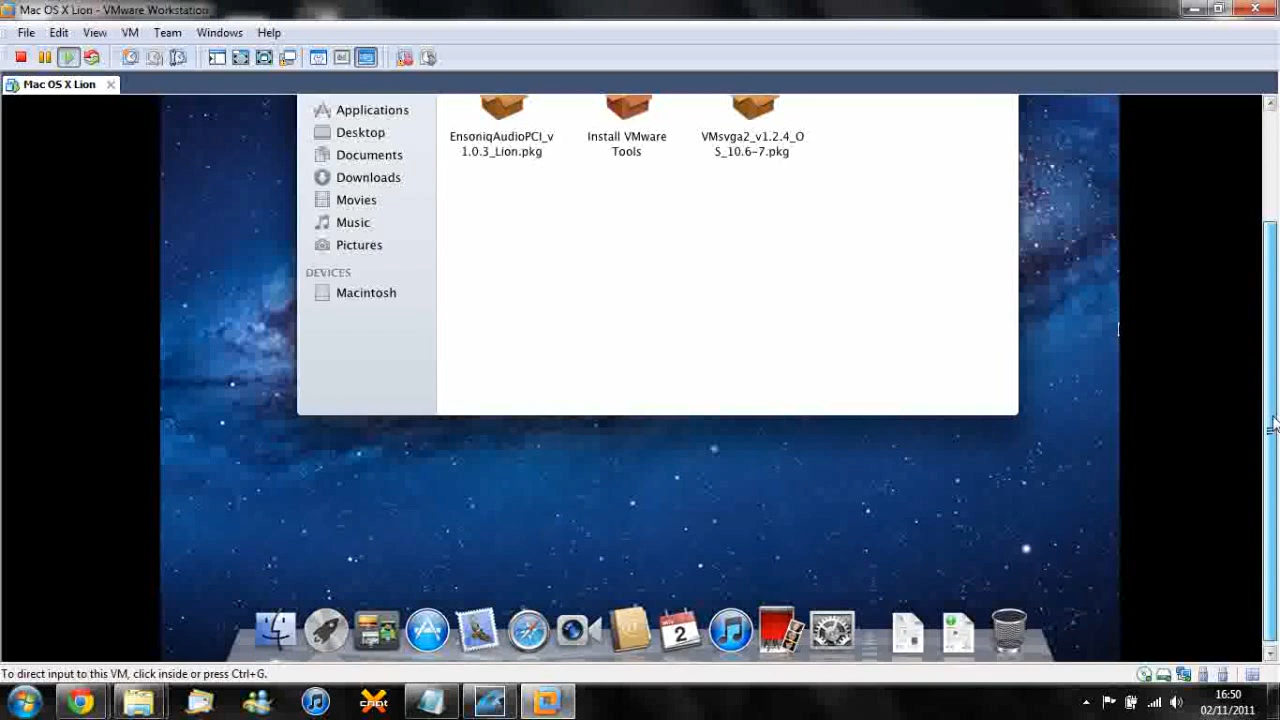 Mac OS X Lion - VMware Workstation
File Edit View VM Team Windows Help
Mac OS X Lion
Applications
Desktop
Documents
Downloads
Movies
Music
Pictures
DEVICES
Macintosh
EnsoniqAudioPCI_v
1.0.3_Lion.pkg
Install VMware
Tools
VMsvga2_v1.2.4_O
S_10.6-7.pkg
2
To direct input to this VM, click inside or press Ctrl+G.
16:50
02/11/2011